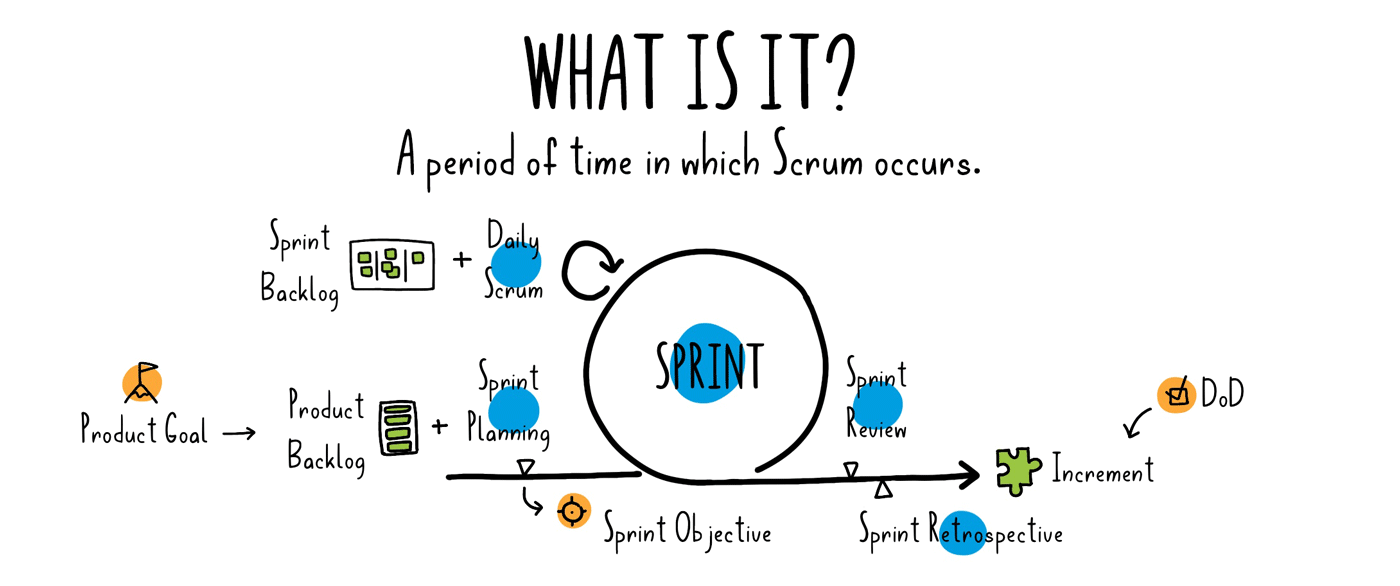 WHAT IS IT?
A period of time in which Scrum occurs.
Sprint
Backlog
+
Daily
Scrum
SPRINT
Product Goal
Product
Backlog
+
Sprint
Planning
Sprint Objective
Sprint
Review
Sprint Retrospective
DoD
Increment